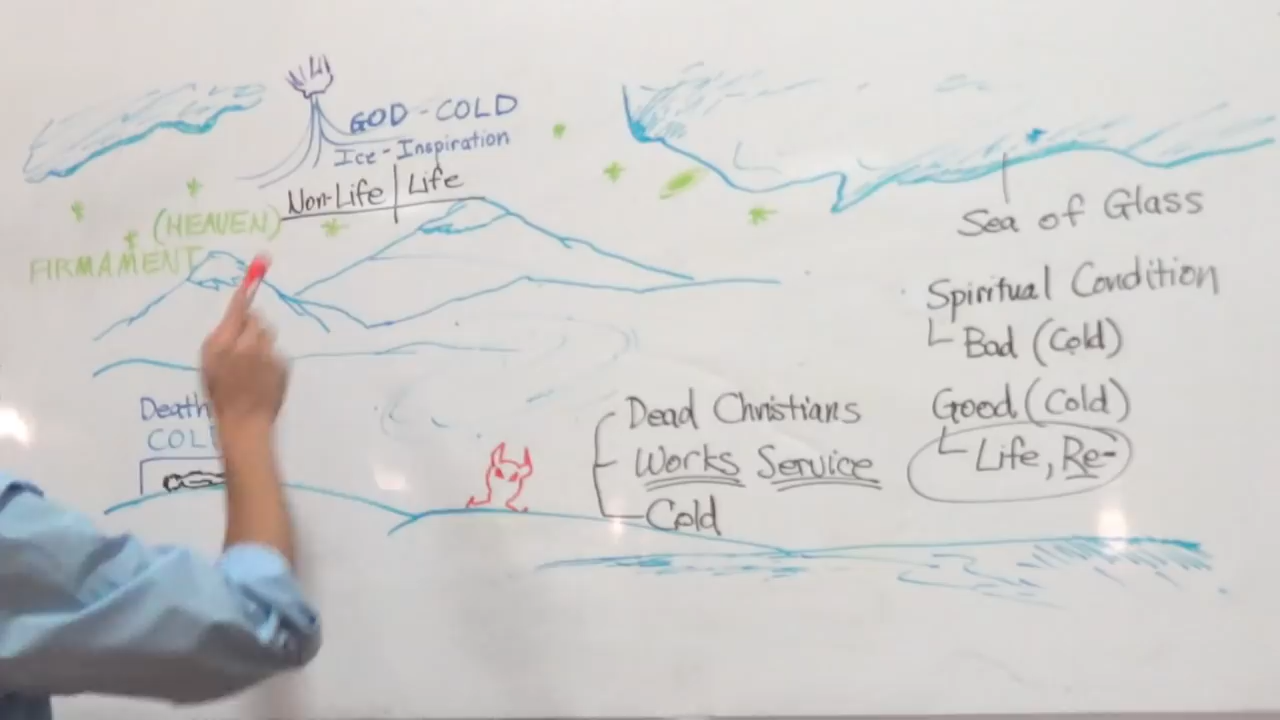 GOD - COLD
Ice - Inspiration
Non-Life | Life
(HEAVEN)
FIRMAMENT
Sea of Glass
Spiritual Condition
Bad (Cold)
Good (Cold)
Life, Re-
Death
COL
Dead Christians
Works Service
Cold